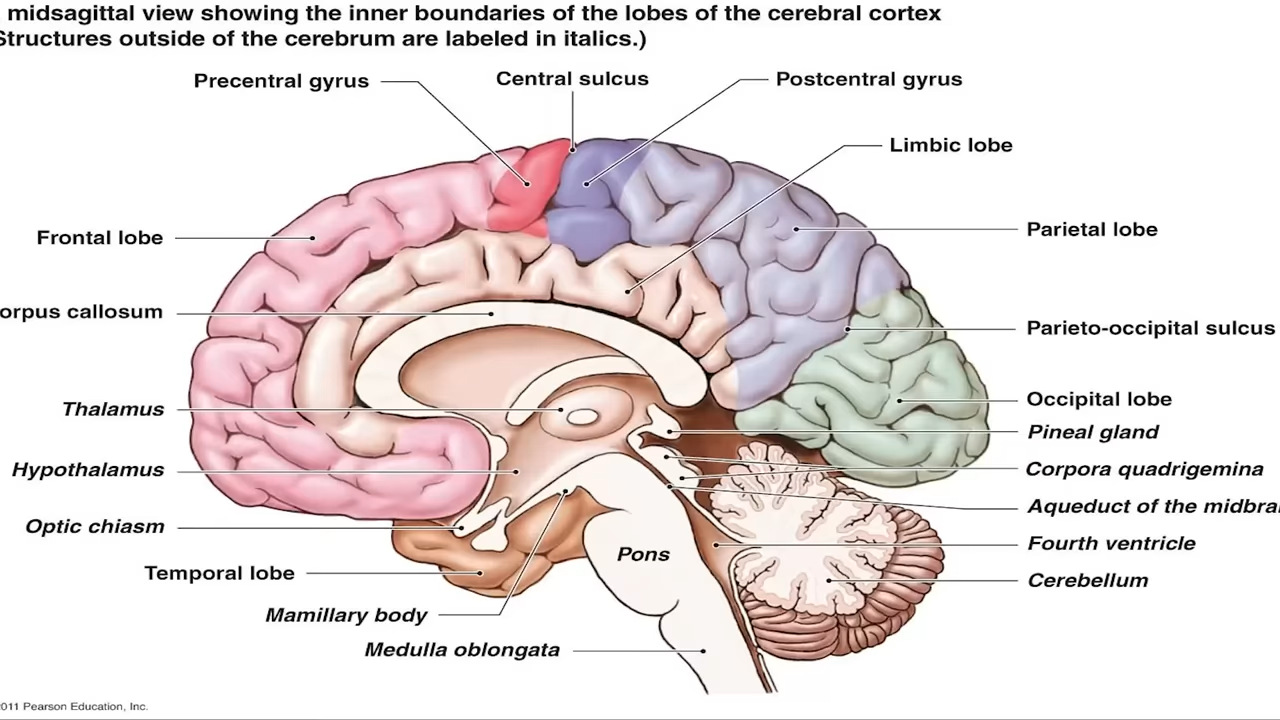 midsagittal view showing the inner boundaries of the lobes of the cerebral cortex
Structures outside of the cerebrum are labeled in italics.)
Precentral gyrus
Central sulcus
Postcentral gyrus
Limbic lobe
Frontal lobe
Parietal lobe
orpus callosum
Parieto-occipital sulcus
Thalamus
Occipital lobe
Pineal gland
Hypothalamus
Corpora quadrigemina
Optic chiasm
Aqueduct of the midbra
Fourth ventricle
Pons
Temporal lobe
Cerebellum
Mamillary body
Medulla oblongata
2011 Pearson Education, Inc.